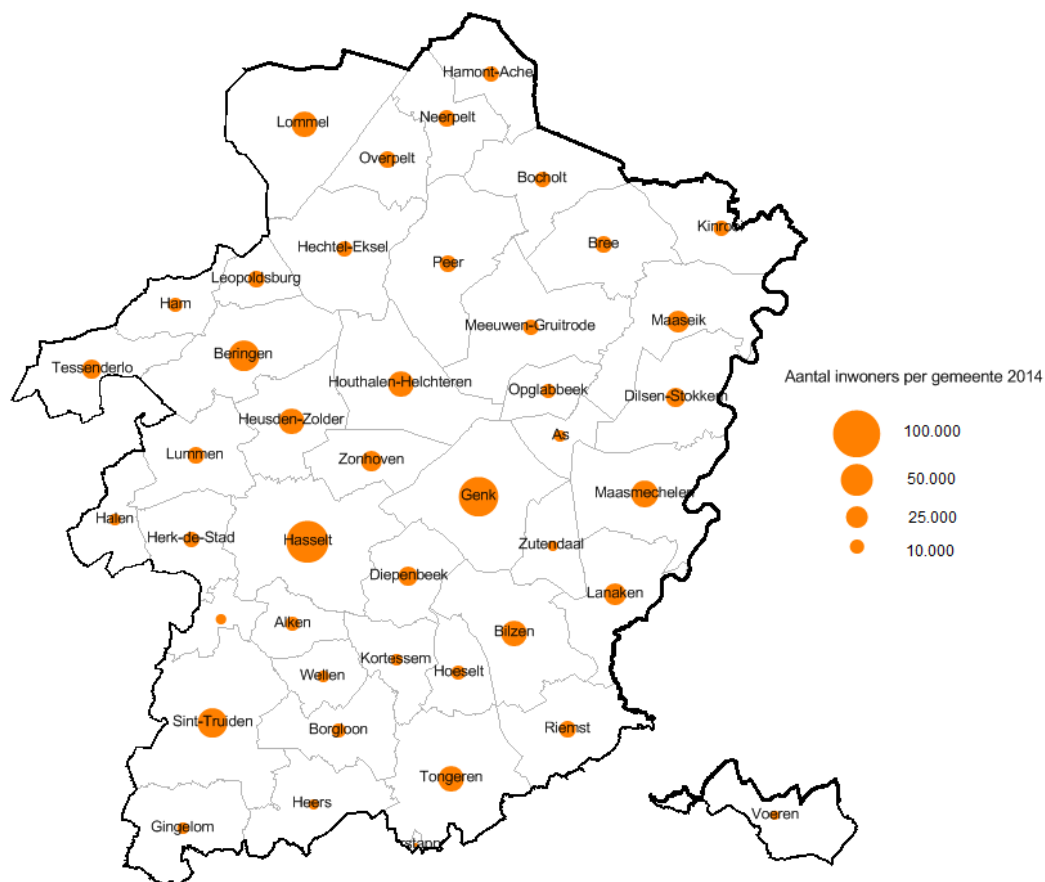 Hamont-Ache
Neerpelt
Lommel
Overpelt
Bocholt
Kinroo
Bree
Hechtel-Eksel
Peer
Leopoldsburg
Ham
Maaseik
Meeuwen-Gruitrode
Beringen
Tessenderlo
Aantal inwoners per gemeente 2014
Houthalen-Helchteren
Opglabbeek
Dilsen-Stokkem
Heusden-Zolder
100.000
As
Lummen
Zonhoven
50.000
Maasmechelen
Genk
Halen
25.000
Herk-de-Stad
Hasselt
Zutendaal
10.000
Diepenbeek
Lanaken
Alken
Bilzen
Kortessem
Hoeselt
Wellen
Sint-Truiden
Borgloon
Riemst
Tongeren
Heers
Voeren
Gingelom